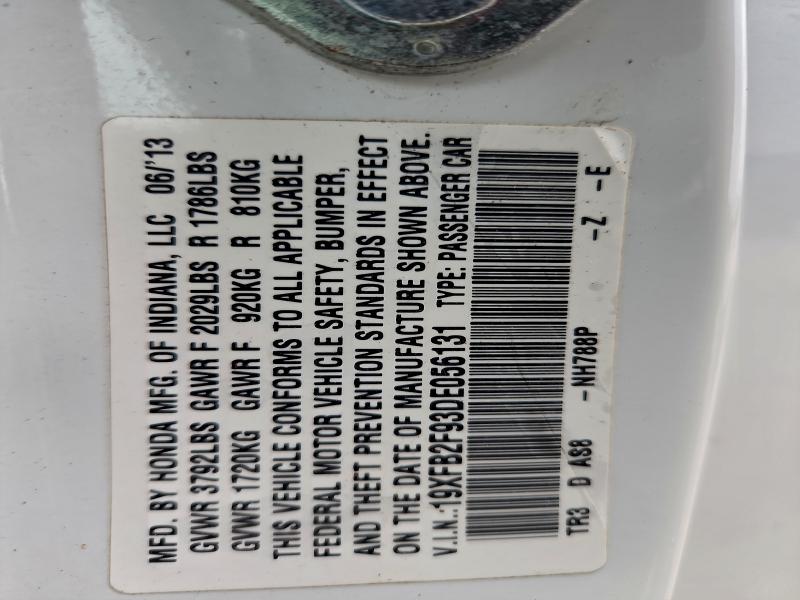 MFD. BY HONDA MFG. OF INDIANA, LLC 06/'13
GVWR 3792LBS GAWR F 2029LBS R 1786LBS
GVWR 1720KG GAWR F 920KG R 810KG
THIS VEHICLE CONFORMS TO ALL APPLICABLE
FEDERAL MOTOR VEHICLE SAFETY, BUMPER,
AND THEFT PREVENTION STANDARDS IN EFFECT
ON THE DATE OF MANUFACTURE SHOWN ABOVE.
V.I.N.:19XFB2F93DE056131 TYPE: PASSENGER CAR
TR3 D AS8 -NH788P -Z -E